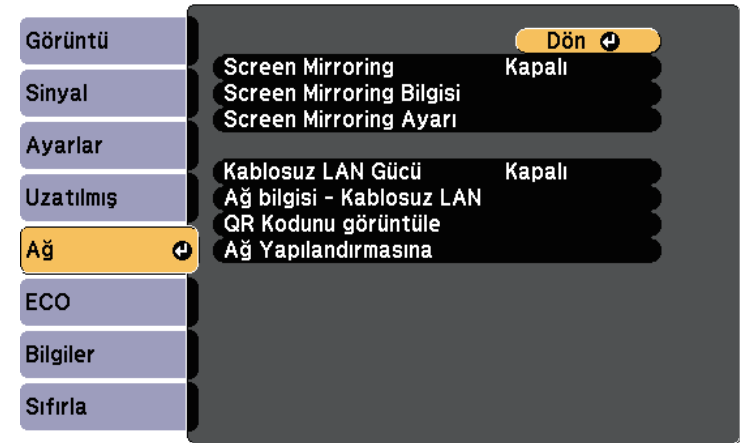 Görüntü
Sinyal
Ayarlar
Uzatılmış
Ağ
ECO
Bilgiler
Sıfırla
Dön
Screen Mirroring Kapalı
Screen Mirroring Bilgisi
Screen Mirroring Ayarı
Kablosuz LAN Gücü Kapalı
Ağ bilgisi - Kablosuz LAN
QR Kodunu görüntüle
Ağ Yapılandırmasına